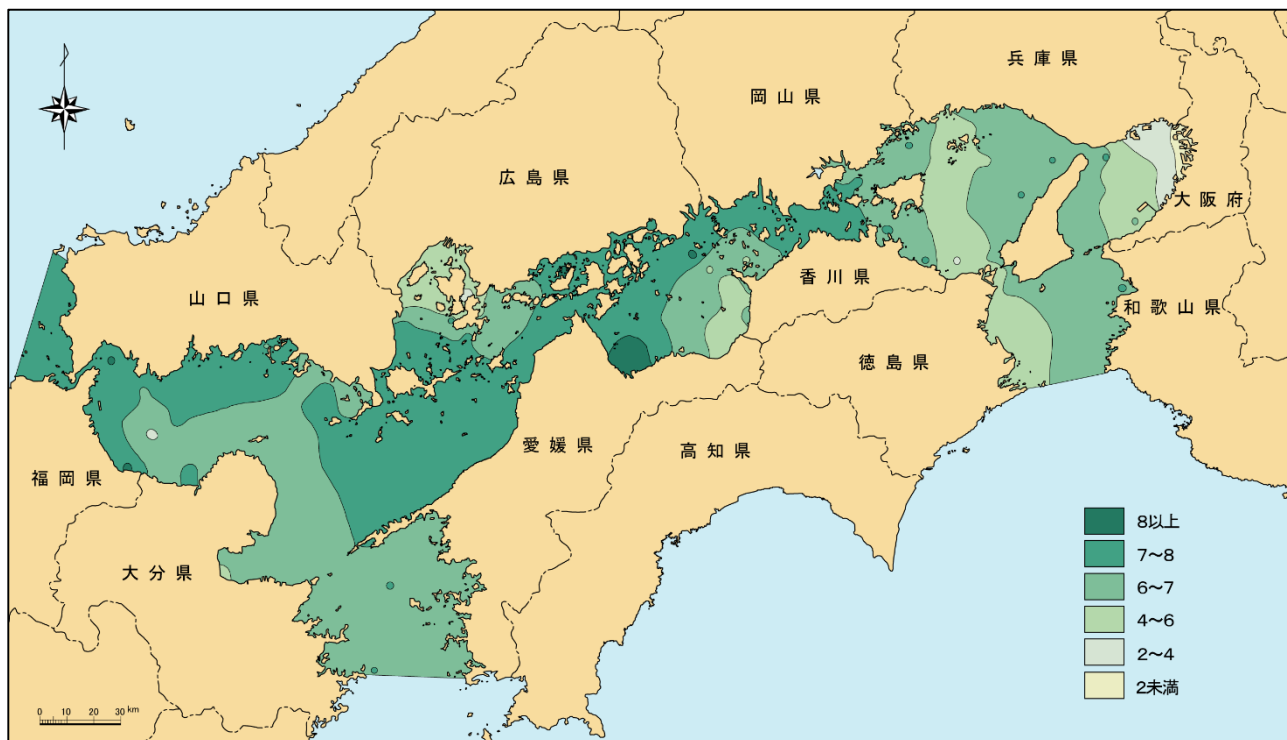 兵庫県
岡山県
広島県
大阪府
山口県
香川県
和歌山県
徳島県
愛媛県
高知県
福岡県
大分県
8以上
7～8
6～7
4～6
2～4
2未満
0 10 20 30 km